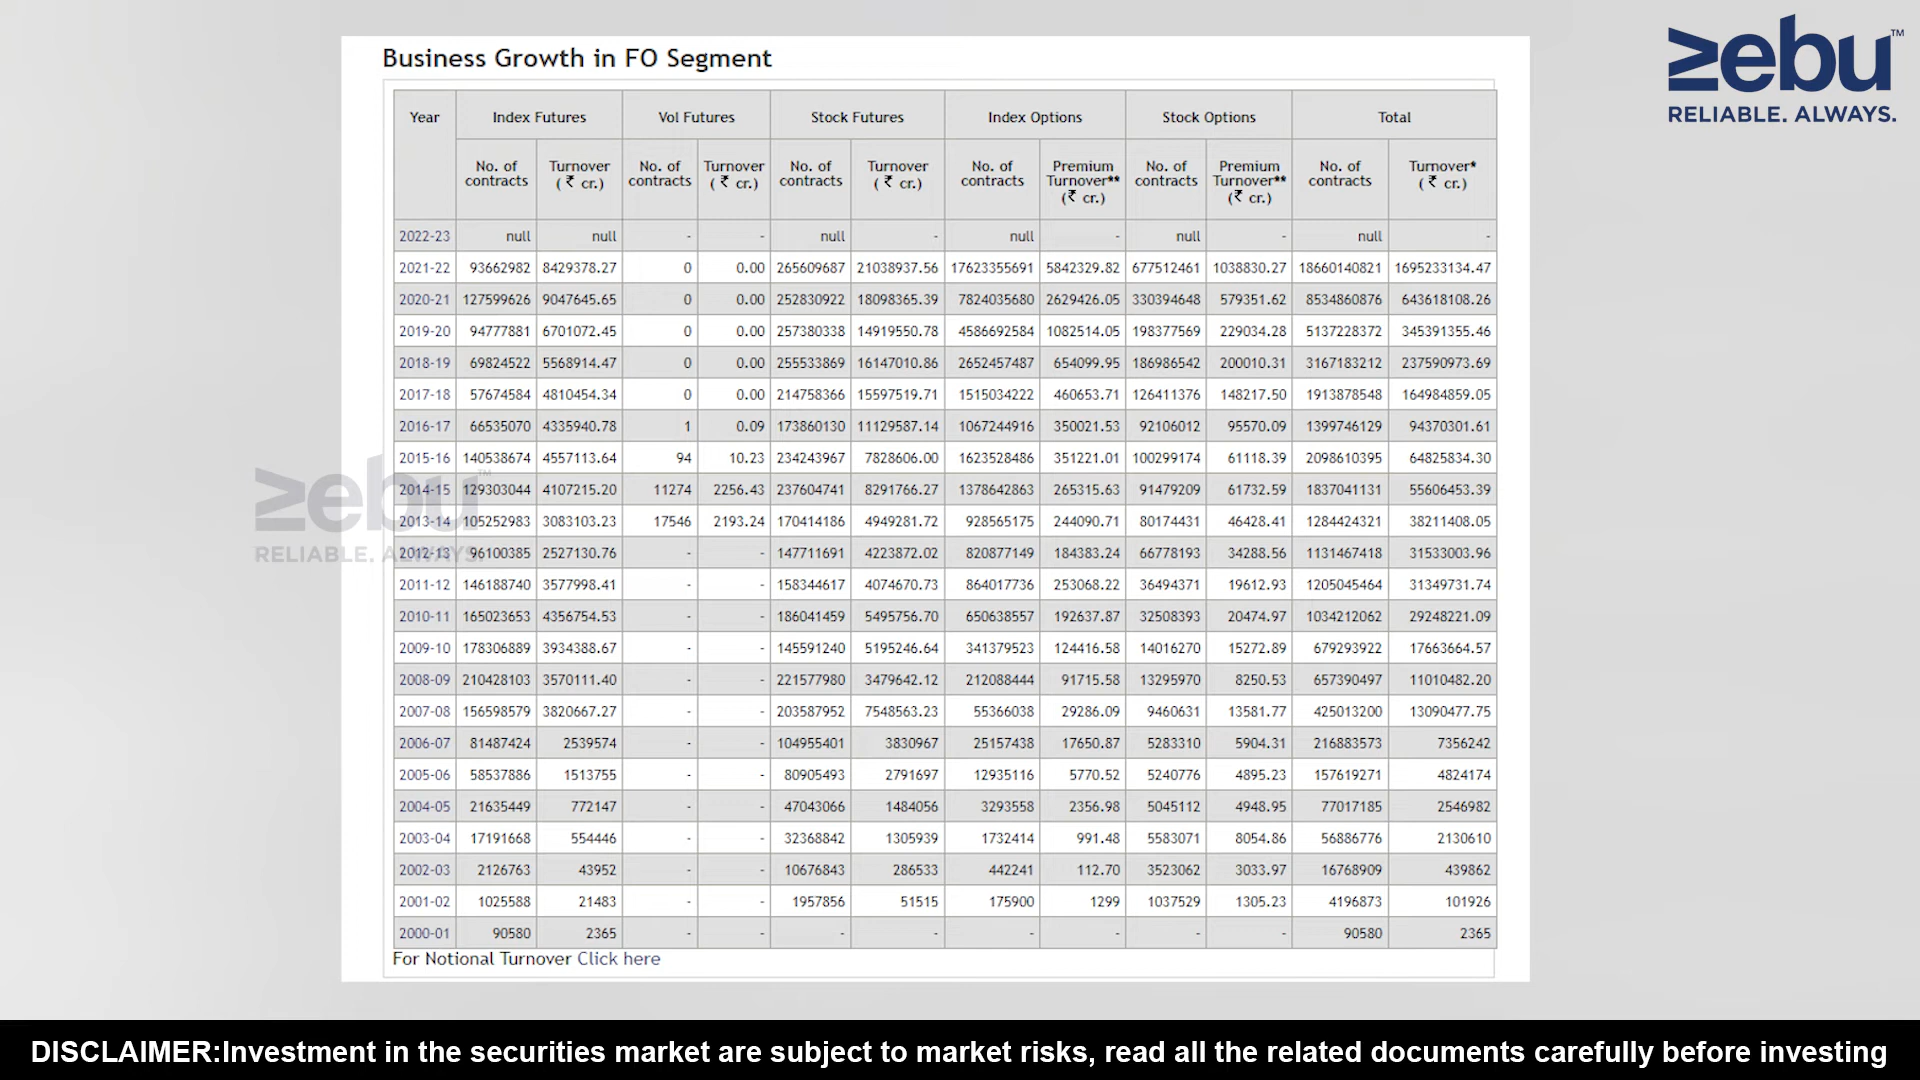 zebu™
RELIABLE. ALWAYS.
Business Growth in FO Segment
Year Index Futures Vol Futures Stock Futures Index Options Stock Options Total
No. of contracts Turnover (₹ cr.) No. of contracts Turnover (₹ cr.) No. of contracts Turnover (₹ cr.) No. of contracts Premium Turnover** (₹ cr.) No. of contracts Premium Turnover** (₹ cr.) No. of contracts Turnover* (₹ cr.)
2022-23 null null - - null - null - null - null -
2021-22 93662982 8429378.27 0 0.00 265609687 21038937.56 17623355691 5842329.82 677512461 1038830.27 18660140821 1695233134.47
2020-21 127599626 9047645.65 0 0.00 252830922 18098365.39 7824035680 2629426.05 330394648 579351.62 8534860876 643618108.26
2019-20 94777881 6701072.45 0 0.00 257380338 14919550.78 4586692584 1082514.05 198377569 229034.28 5137228372 345391355.46
2018-19 69824522 5568914.47 0 0.00 255533869 16147010.86 2652457487 654099.95 186986542 200010.31 3167183212 237590973.69
2017-18 57674584 4810454.34 0 0.00 214758366 15597519.71 1515034222 460653.71 126411376 148217.50 1913878548 164984859.05
2016-17 66535070 4335940.78 1 0.09 173860130 11129587.14 1067244916 350021.53 92106012 95570.09 1399746129 94370301.61
2015-16 140538674 4557113.64 94 10.23 234243967 7828606.00 1623528486 351221.01 100299174 61118.39 2098610395 64825834.30
2014-15 129303044 4107215.20 11274 2256.43 237604741 8291766.27 1378642863 265315.63 91479209 61732.59 1837041131 55606453.39
2013-14 105252983 3083103.23 17546 2193.24 170414186 4949281.72 928565175 244090.71 80174431 46428.41 1284424321 38211408.05
2012-13 96100385 2527130.76 - - 147711691 4223872.02 820877149 184383.24 66778193 34288.56 1131467418 31533003.96
2011-12 146188740 3577998.41 - - 158344617 4074670.73 864017736 253068.22 36494371 19612.93 1205045464 31349731.74
2010-11 165023653 4356754.53 - - 186041459 5495756.70 650638557 192637.87 32508393 20474.97 1034212062 29248221.09
2009-10 178306889 3934388.67 - - 145591240 5195246.64 341379523 124416.58 14016270 15272.89 679293922 17663664.57
2008-09 210428103 3570111.40 - - 221577980 3479642.12 212088444 91715.58 13295970 8250.53 657390497 11010482.20
2007-08 156598579 3820667.27 - - 203587952 7548563.23 55366038 29286.09 9460631 13581.77 425013200 13090477.75
2006-07 81487424 2539574 - - 104955401 3830967 25157438 17650.87 5283310 5904.31 216883573 7356242
2005-06 58537886 1513755 - - 80905493 2791697 12935116 5770.52 5240776 4895.23 157619271 4824174
2004-05 21635449 772147 - - 47043066 1484056 3293558 2356.98 5045112 4948.95 77017185 2546982
2003-04 17191668 554446 - - 32368842 1305939 1732414 991.48 5583071 8054.86 56886776 2130610
2002-03 2126763 43952 - - 10676843 286533 442241 112.70 3523062 3033.97 16768909 439862
2001-02 1025588 21483 - - 1957856 51515 175900 1299 1037529 1305.23 4196873 101926
2000-01 90580 2365 - - - - - - - - 90580 2365
For Notional Turnover Click here
zebu™
RELIABLE. ALWAYS.
DISCLAIMER:Investment in the securities market are subject to market risks, read all the related documents carefully before investing